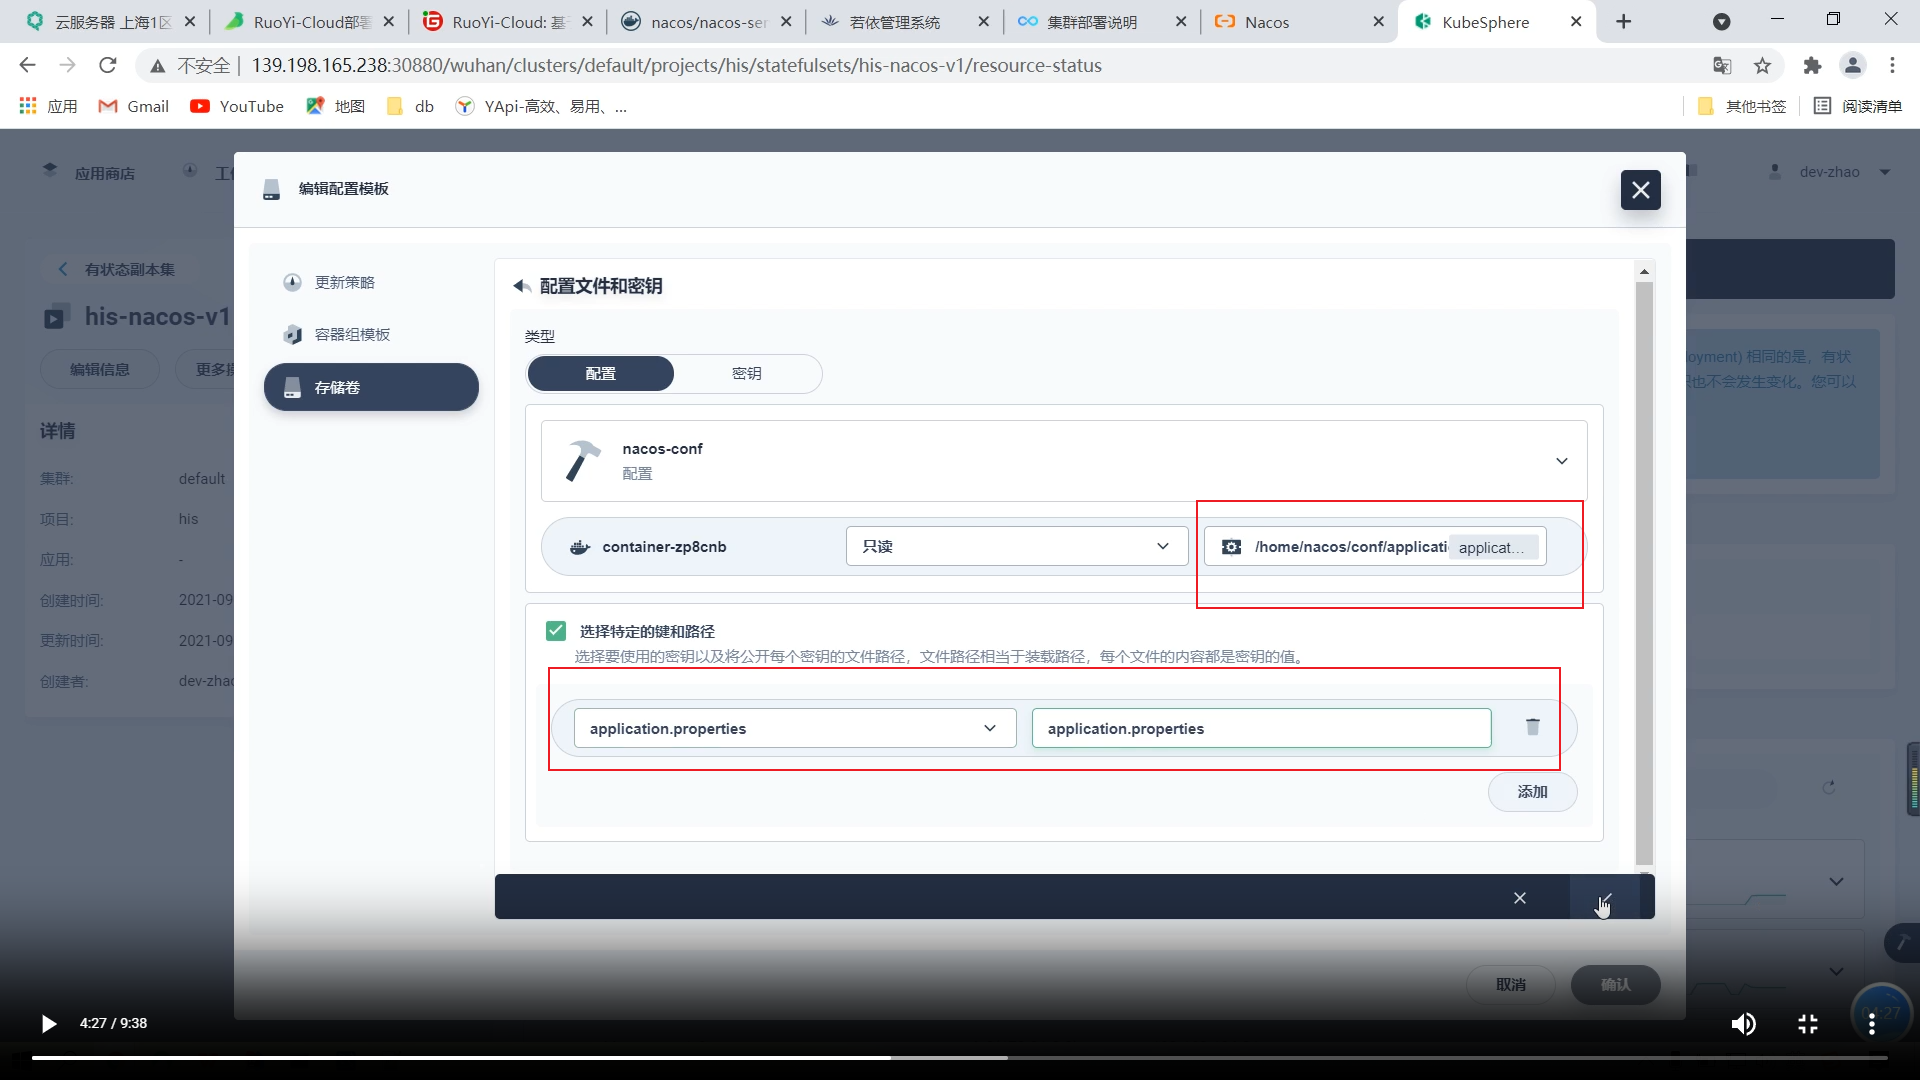 云服务器 上海1区
RuoYi-Cloud部署
RuoYi-Cloud: 基
nacos/nacos-ser
若依管理系统
集群部署说明
Nacos
KubeSphere
不安全
139.198.165.238:30880/wuhan/clusters/default/projects/his/statefulsets/his-nacos-v1/resource-status
应用
Gmail
YouTube
地图
db
YApi-高效、易用、...
其他书签
阅读清单
应用商店
dev-zhao
编辑配置模板
有状态副本集
his-nacos-v1
编辑信息
更多
详情
集群: default
项目: his
应用: -
创建时间: 2021-09
更新时间: 2021-09
创建者: dev-zhao
更新策略
容器组模板
存储卷
配置文件和密钥
类型
配置
密钥
nacos-conf
配置
container-zp8cnb
只读
/home/nacos/conf/applicati
applicat...
选择特定的键和路径
选择要使用的密钥以及将公开每个密钥的文件路径，文件路径相当于装载路径，每个文件的内容都是密钥的值。
application.properties
application.properties
添加
oyment) 相同的是，有状
也不会发生变化。您可以
取消
确认
4:27 / 9:38